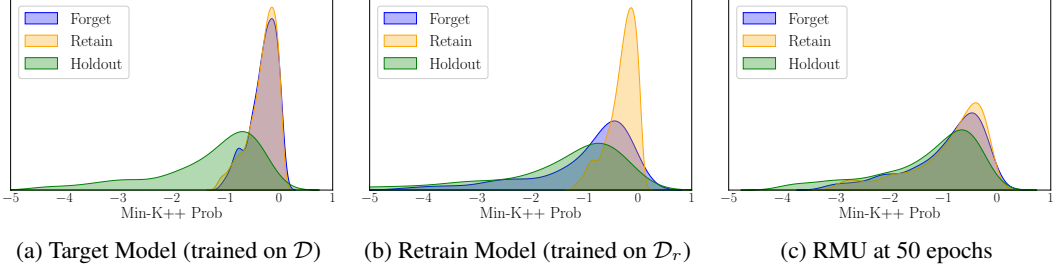 Forget
Retain
Holdout
−5 −4 −3 −2 −1 0 1
Min-K++ Prob
(a) Target Model (trained on 𝒟)
Forget
Retain
Holdout
−5 −4 −3 −2 −1 0 1
Min-K++ Prob
(b) Retrain Model (trained on 𝒟ᵣ)
Forget
Retain
Holdout
−5 −4 −3 −2 −1 0 1
Min-K++ Prob
(c) RMU at 50 epochs